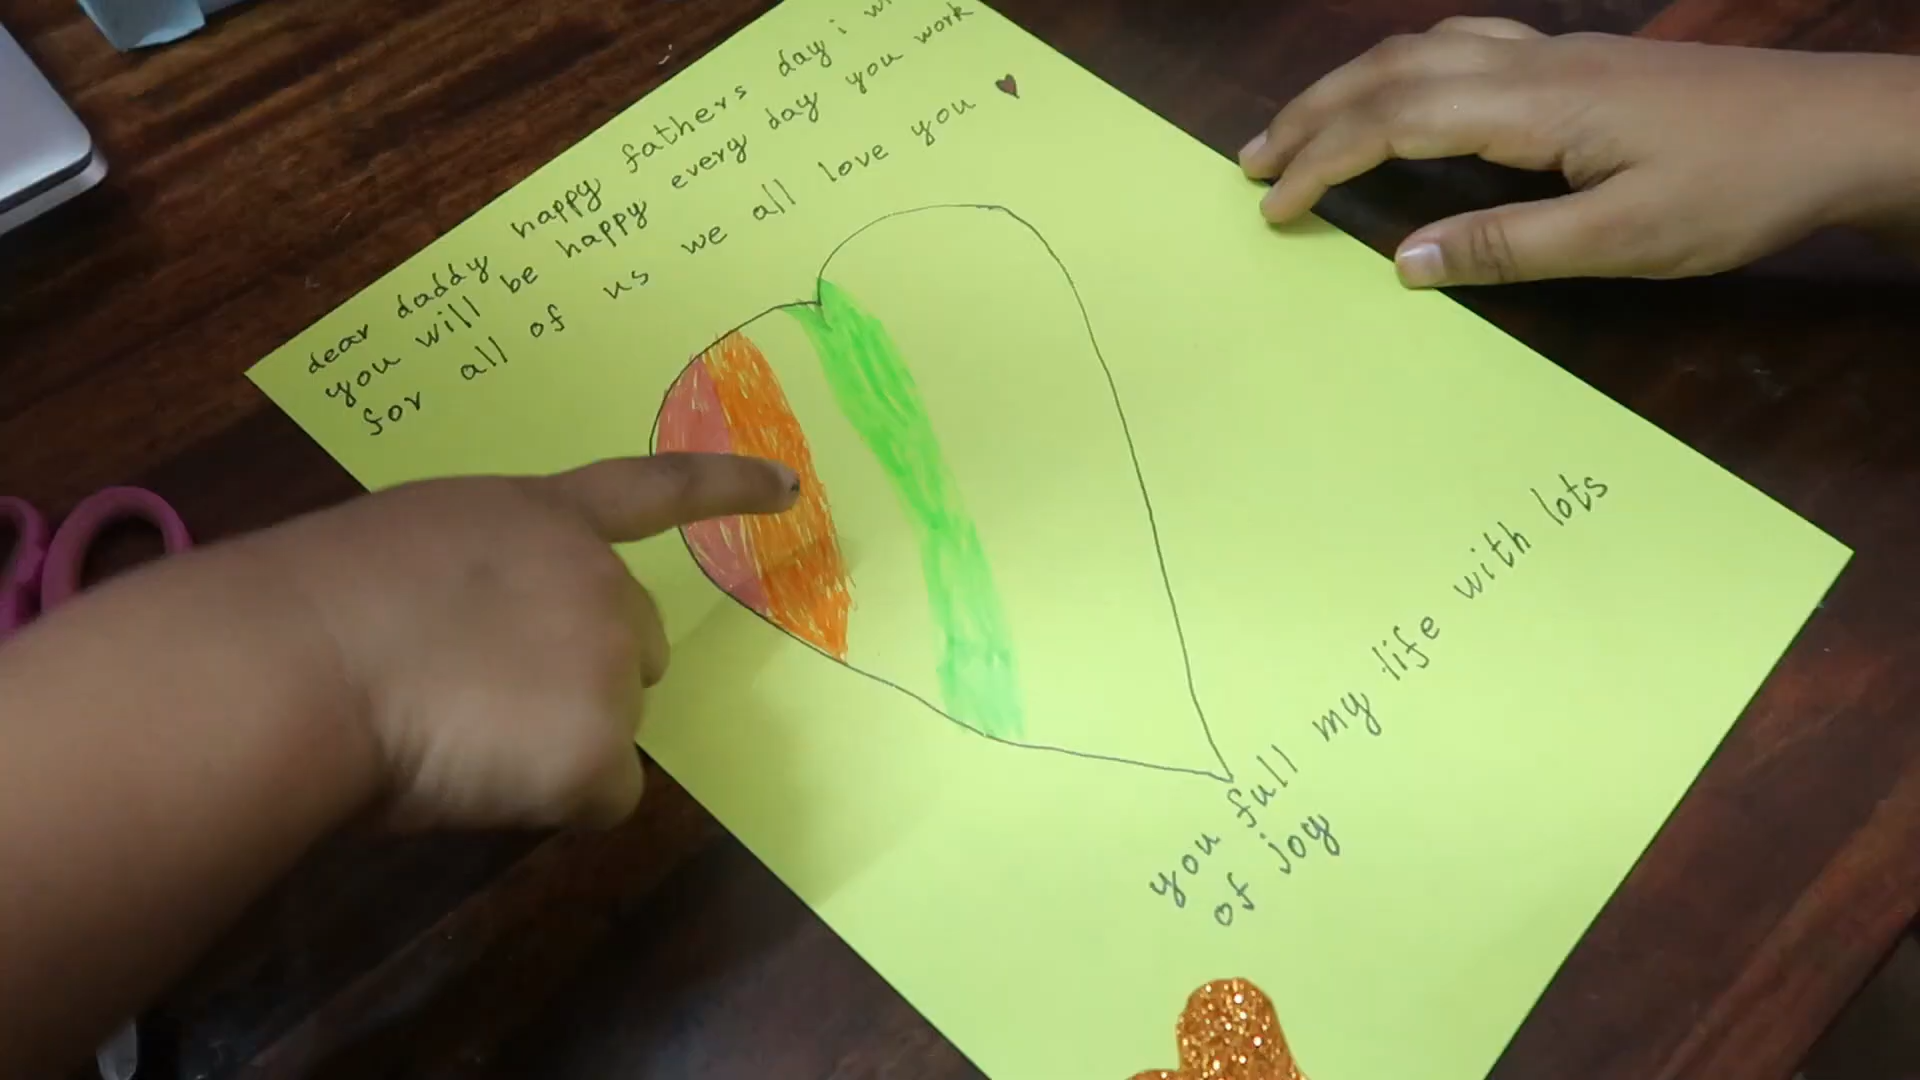 dear daddy happy fathers day i
you will be happy every day you work
for all of us we all love you ♥
you full my life with lots
of joy